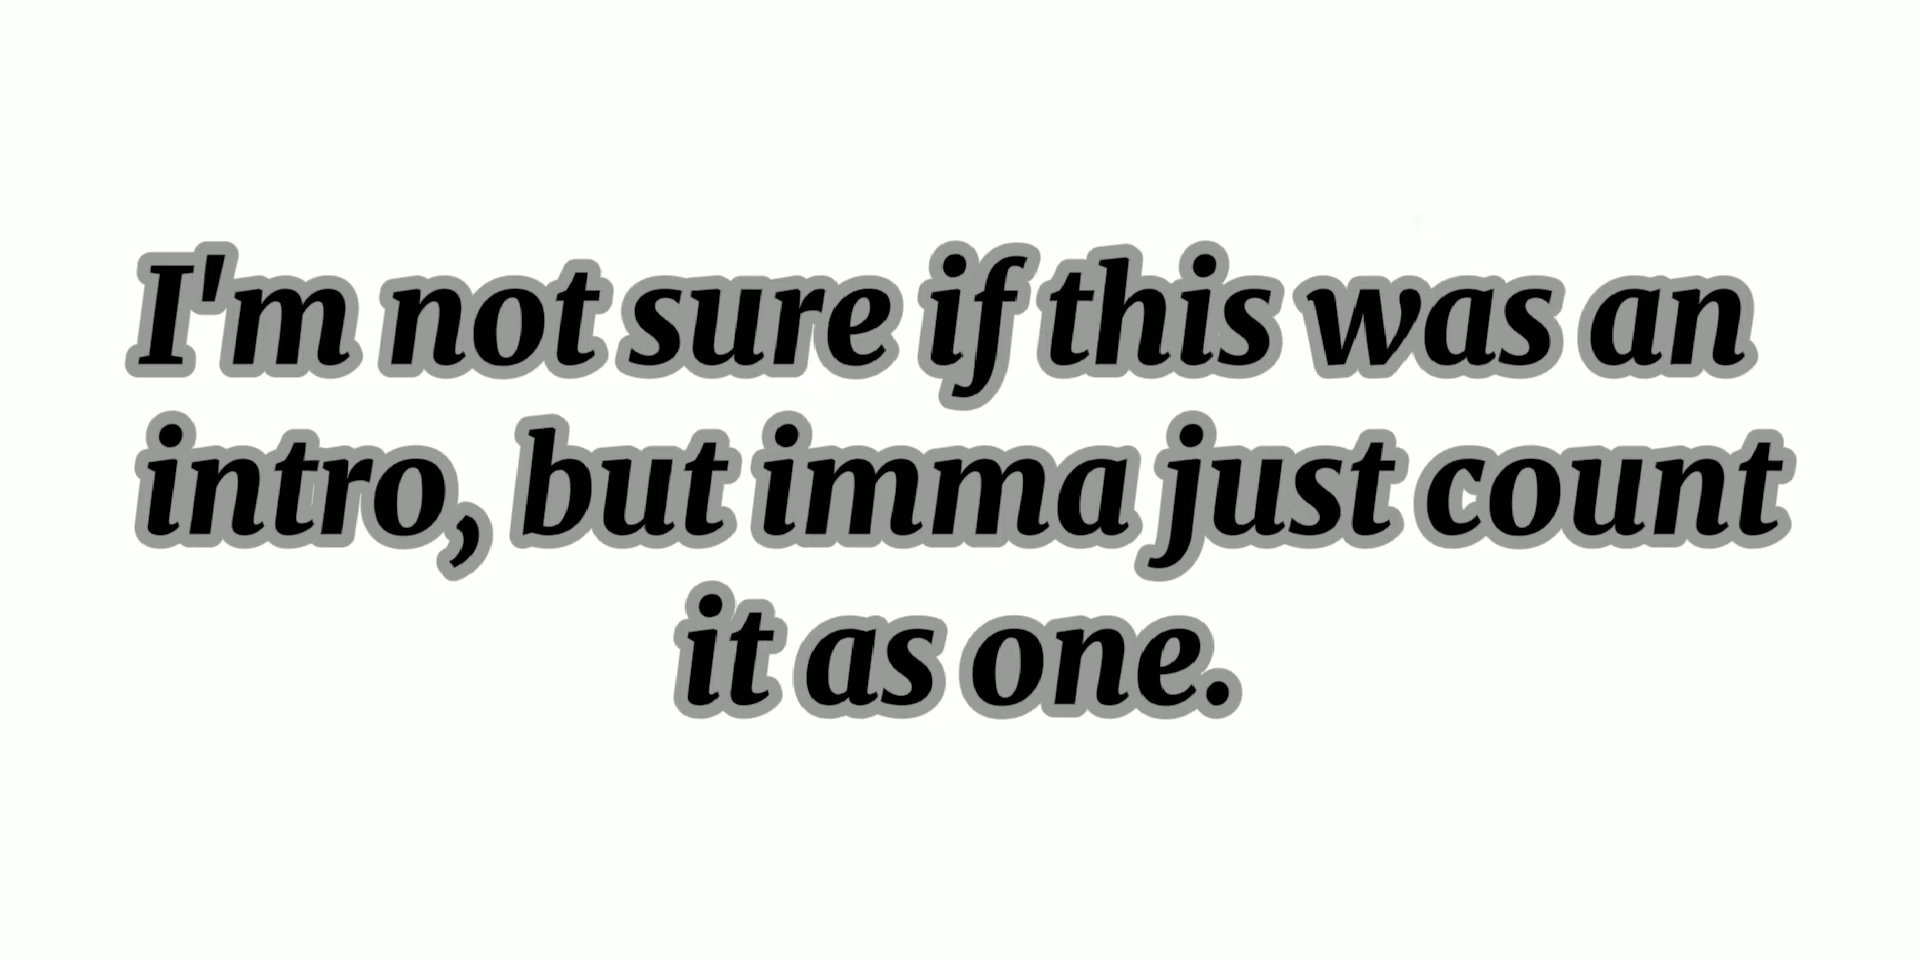 I'm not sure if this was an
intro, but imma just count
it as one.